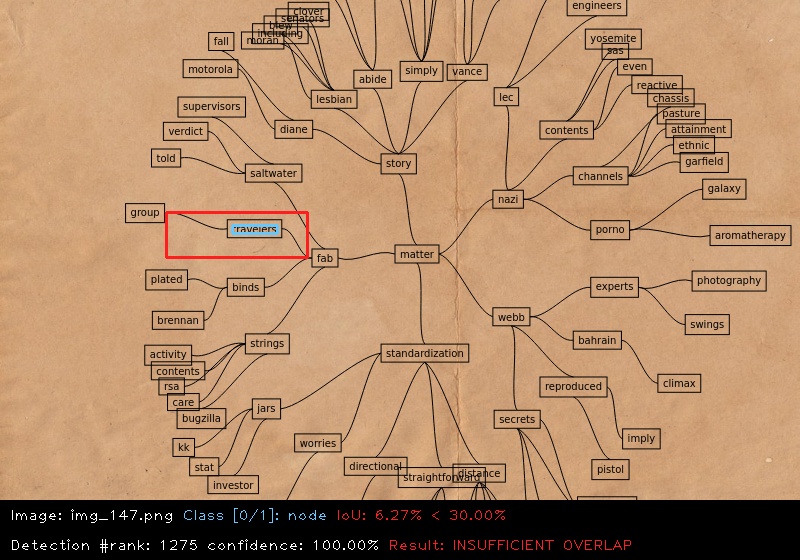 engineers
clover
senators
blew
including
moran
fall
yosemite
sas
even
motorola
abide
simply
vance
reactive
lesbian
lec
chassis
supervisors
pasture
verdict
diane
contents
attainment
ethnic
told
story
garfield
saltwater
channels
galaxy
nazi
group
travelers
porno
aromatherapy
fab
matter
plated
binds
experts
photography
brennan
webb
swings
activity
strings
standardization
bahrain
contents
rsa
reproduced
climax
care
bugzilla
jars
secrets
kk
worries
imply
stat
directional
straightforward
distance
pistol
investor
Image: img_147.png Class [0/1]: node IoU: 6.27% < 30.00%
Detection #rank: 1275 confidence: 100.00% Result: INSUFFICIENT OVERLAP